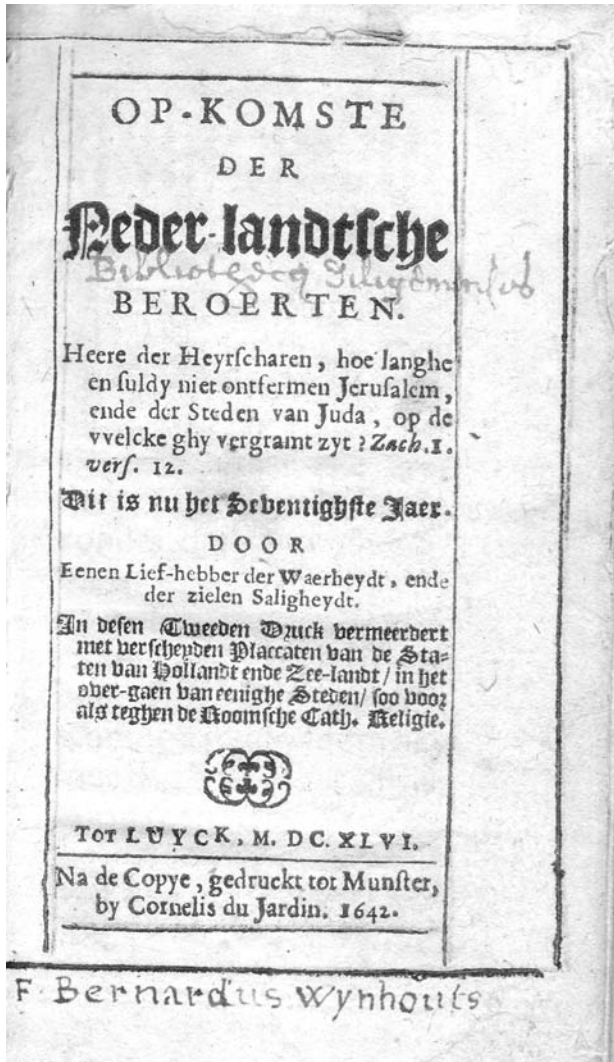 OP-KOMSTE
DER
Neder-landtsche
BEROERTEN.
Heere der Heyrscharen, hoe langhe
en suldy niet ontfermen Jerusalem,
ende der Steden van Juda, op de
vvelcke ghy vergramt zyt? Zach. 1.
vers. 12.
Dit is nu het Seventighste Jaer.
DOOR
Eenen Lief-hebber der Waerheydt, ende
der zielen Saligheydt.
In desen Tweeden Druck vermeerdert
met verscheyden Placcaten van de Sta-
ten van Hollandt ende Zee-landt / in het
over-gaen van eenighe Steden / soo voor
als teghen de Roomsche Cath. Religie.
TOT LUYCK, M. DC. XLVI.
Na de Copye, gedruckt tot Munster,
by Cornelis du Jardin. 1642.
F. Bernardus Wynhouts